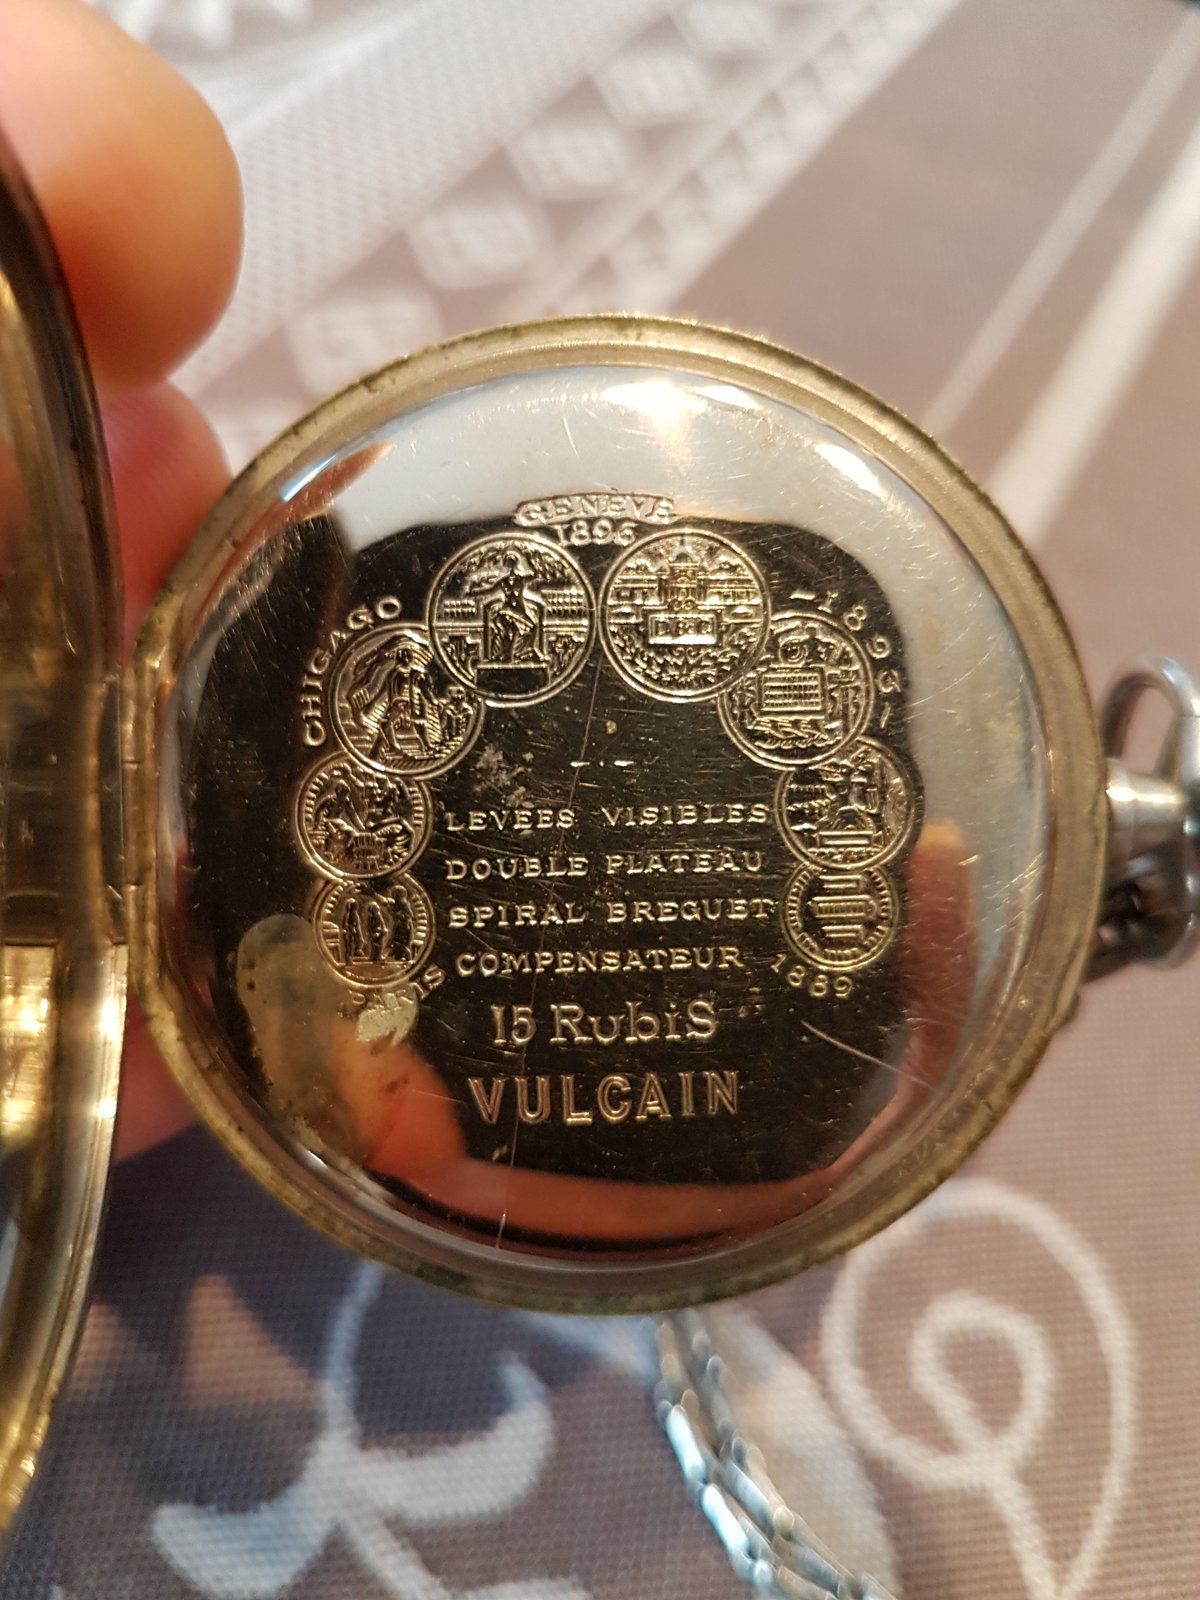 GENEVE
1896
CHICAGO
-1893-
LEVEES VISIBLES
DOUBLE PLATEAU
SPIRAL BREGUET
COMPENSATEUR
PARIS
1889
15 RubiS
VULCAIN